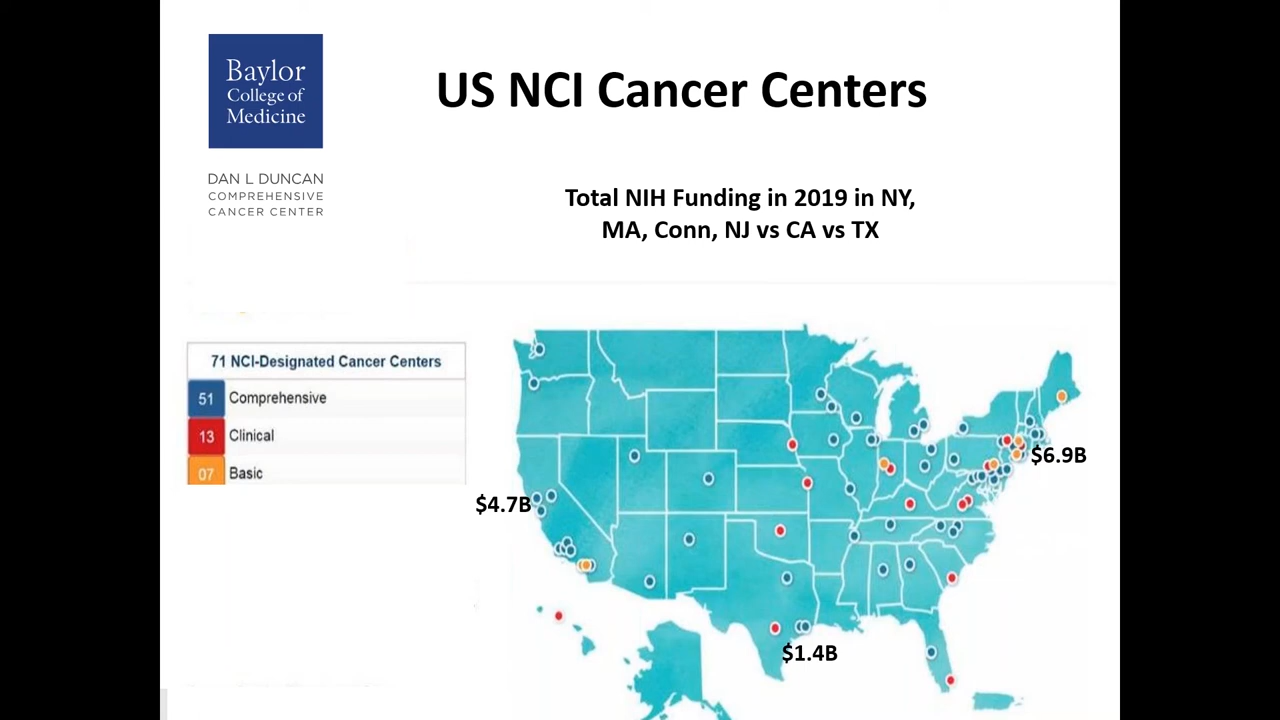 Baylor
College of
Medicine
DAN L DUNCAN
COMPREHENSIVE
CANCER CENTER
US NCI Cancer Centers
Total NIH Funding in 2019 in NY,
MA, Conn, NJ vs CA vs TX
71 NCI-Designated Cancer Centers
51 Comprehensive
13 Clinical
07 Basic
$4.7B
$6.9B
$1.4B